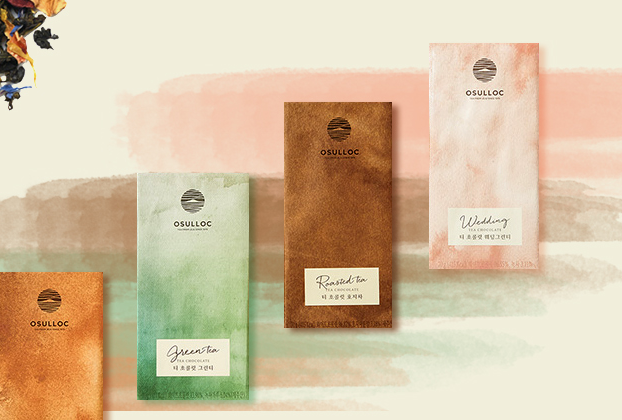 OSULLOC
Wedding
TEA CHOCOLATE
티 초콜릿 웨딩그린티
OSULLOC
Roasted tea
TEA CHOCOLATE
티 초콜릿 호지차
OSULLOC
Green tea
TEA CHOCOLATE
티 초콜릿 그린티
OSULLOC